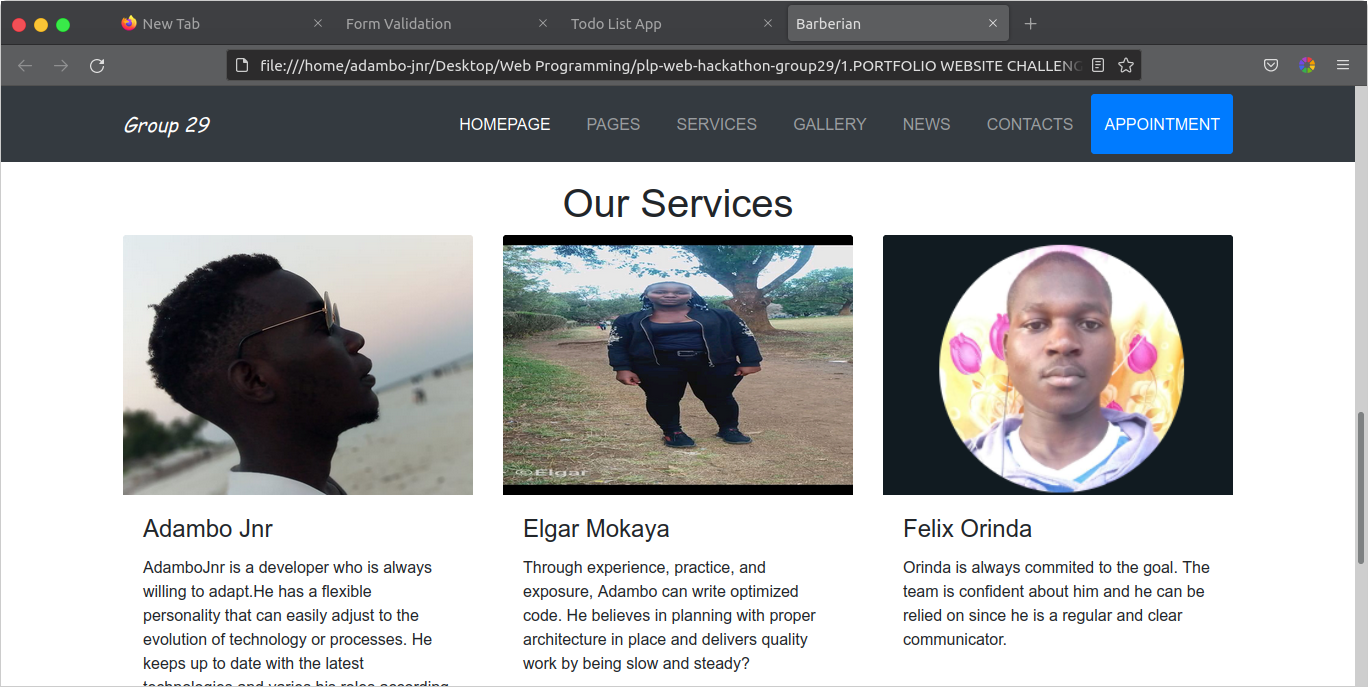 New Tab
Form Validation
Todo List App
Barberian
file:///home/adambo-jnr/Desktop/Web Programming/plp-web-hackathon-group29/1.PORTFOLIO WEBSITE CHALLENG
Group 29
HOMEPAGE
PAGES
SERVICES
GALLERY
NEWS
CONTACTS
APPOINTMENT
Our Services
©Elgar
Adambo Jnr
AdamboJnr is a developer who is always
willing to adapt.He has a flexible
personality that can easily adjust to the
evolution of technology or processes. He
keeps up to date with the latest
technologies and varies his roles according
Elgar Mokaya
Through experience, practice, and
exposure, Adambo can write optimized
code. He believes in planning with proper
architecture in place and delivers quality
work by being slow and steady?
Felix Orinda
Orinda is always commited to the goal. The
team is confident about him and he can be
relied on since he is a regular and clear
communicator.